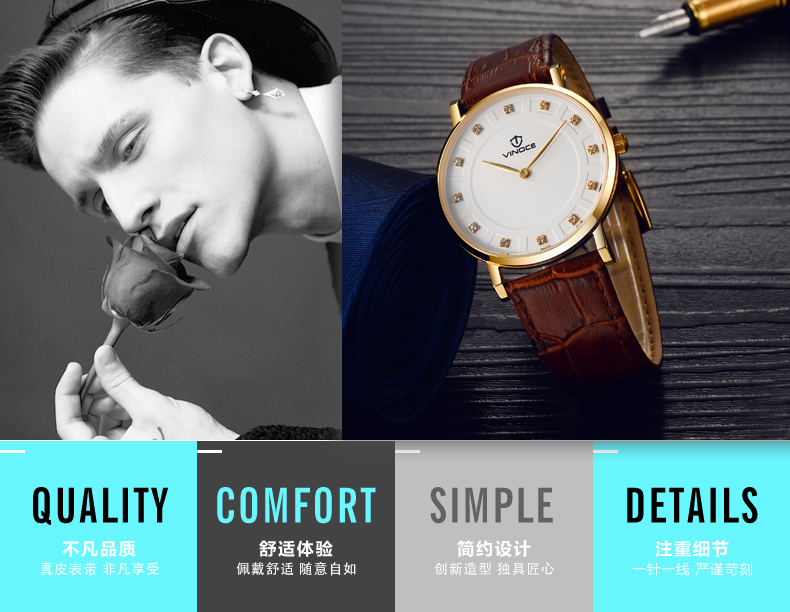 VINOCE
QUALITY
不凡品质
真皮表带 非凡享受
COMFORT
舒适体验
佩戴舒适 随意自如
SIMPLE
简约设计
创新造型 独具匠心
DETAILS
注重细节
一针一线 严谨苛刻